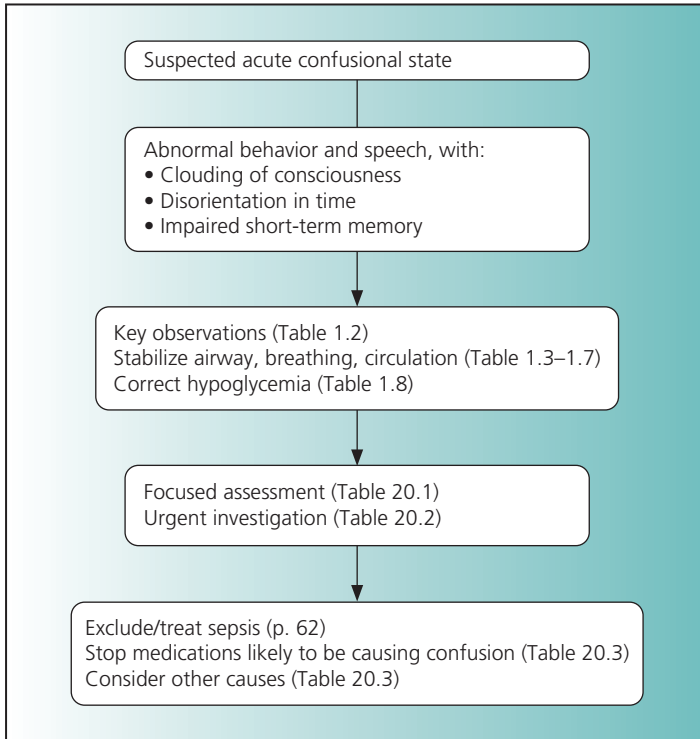 Suspected acute confusional state
Abnormal behavior and speech, with:
• Clouding of consciousness
• Disorientation in time
• Impaired short-term memory
Key observations (Table 1.2)
Stabilize airway, breathing, circulation (Table 1.3–1.7)
Correct hypoglycemia (Table 1.8)
Focused assessment (Table 20.1)
Urgent investigation (Table 20.2)
Exclude/treat sepsis (p. 62)
Stop medications likely to be causing confusion (Table 20.3)
Consider other causes (Table 20.3)